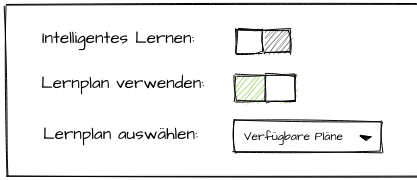 Intelligentes Lernen:
Lernplan verwenden:
Lernplan auswählen:
Verfügbare Pläne